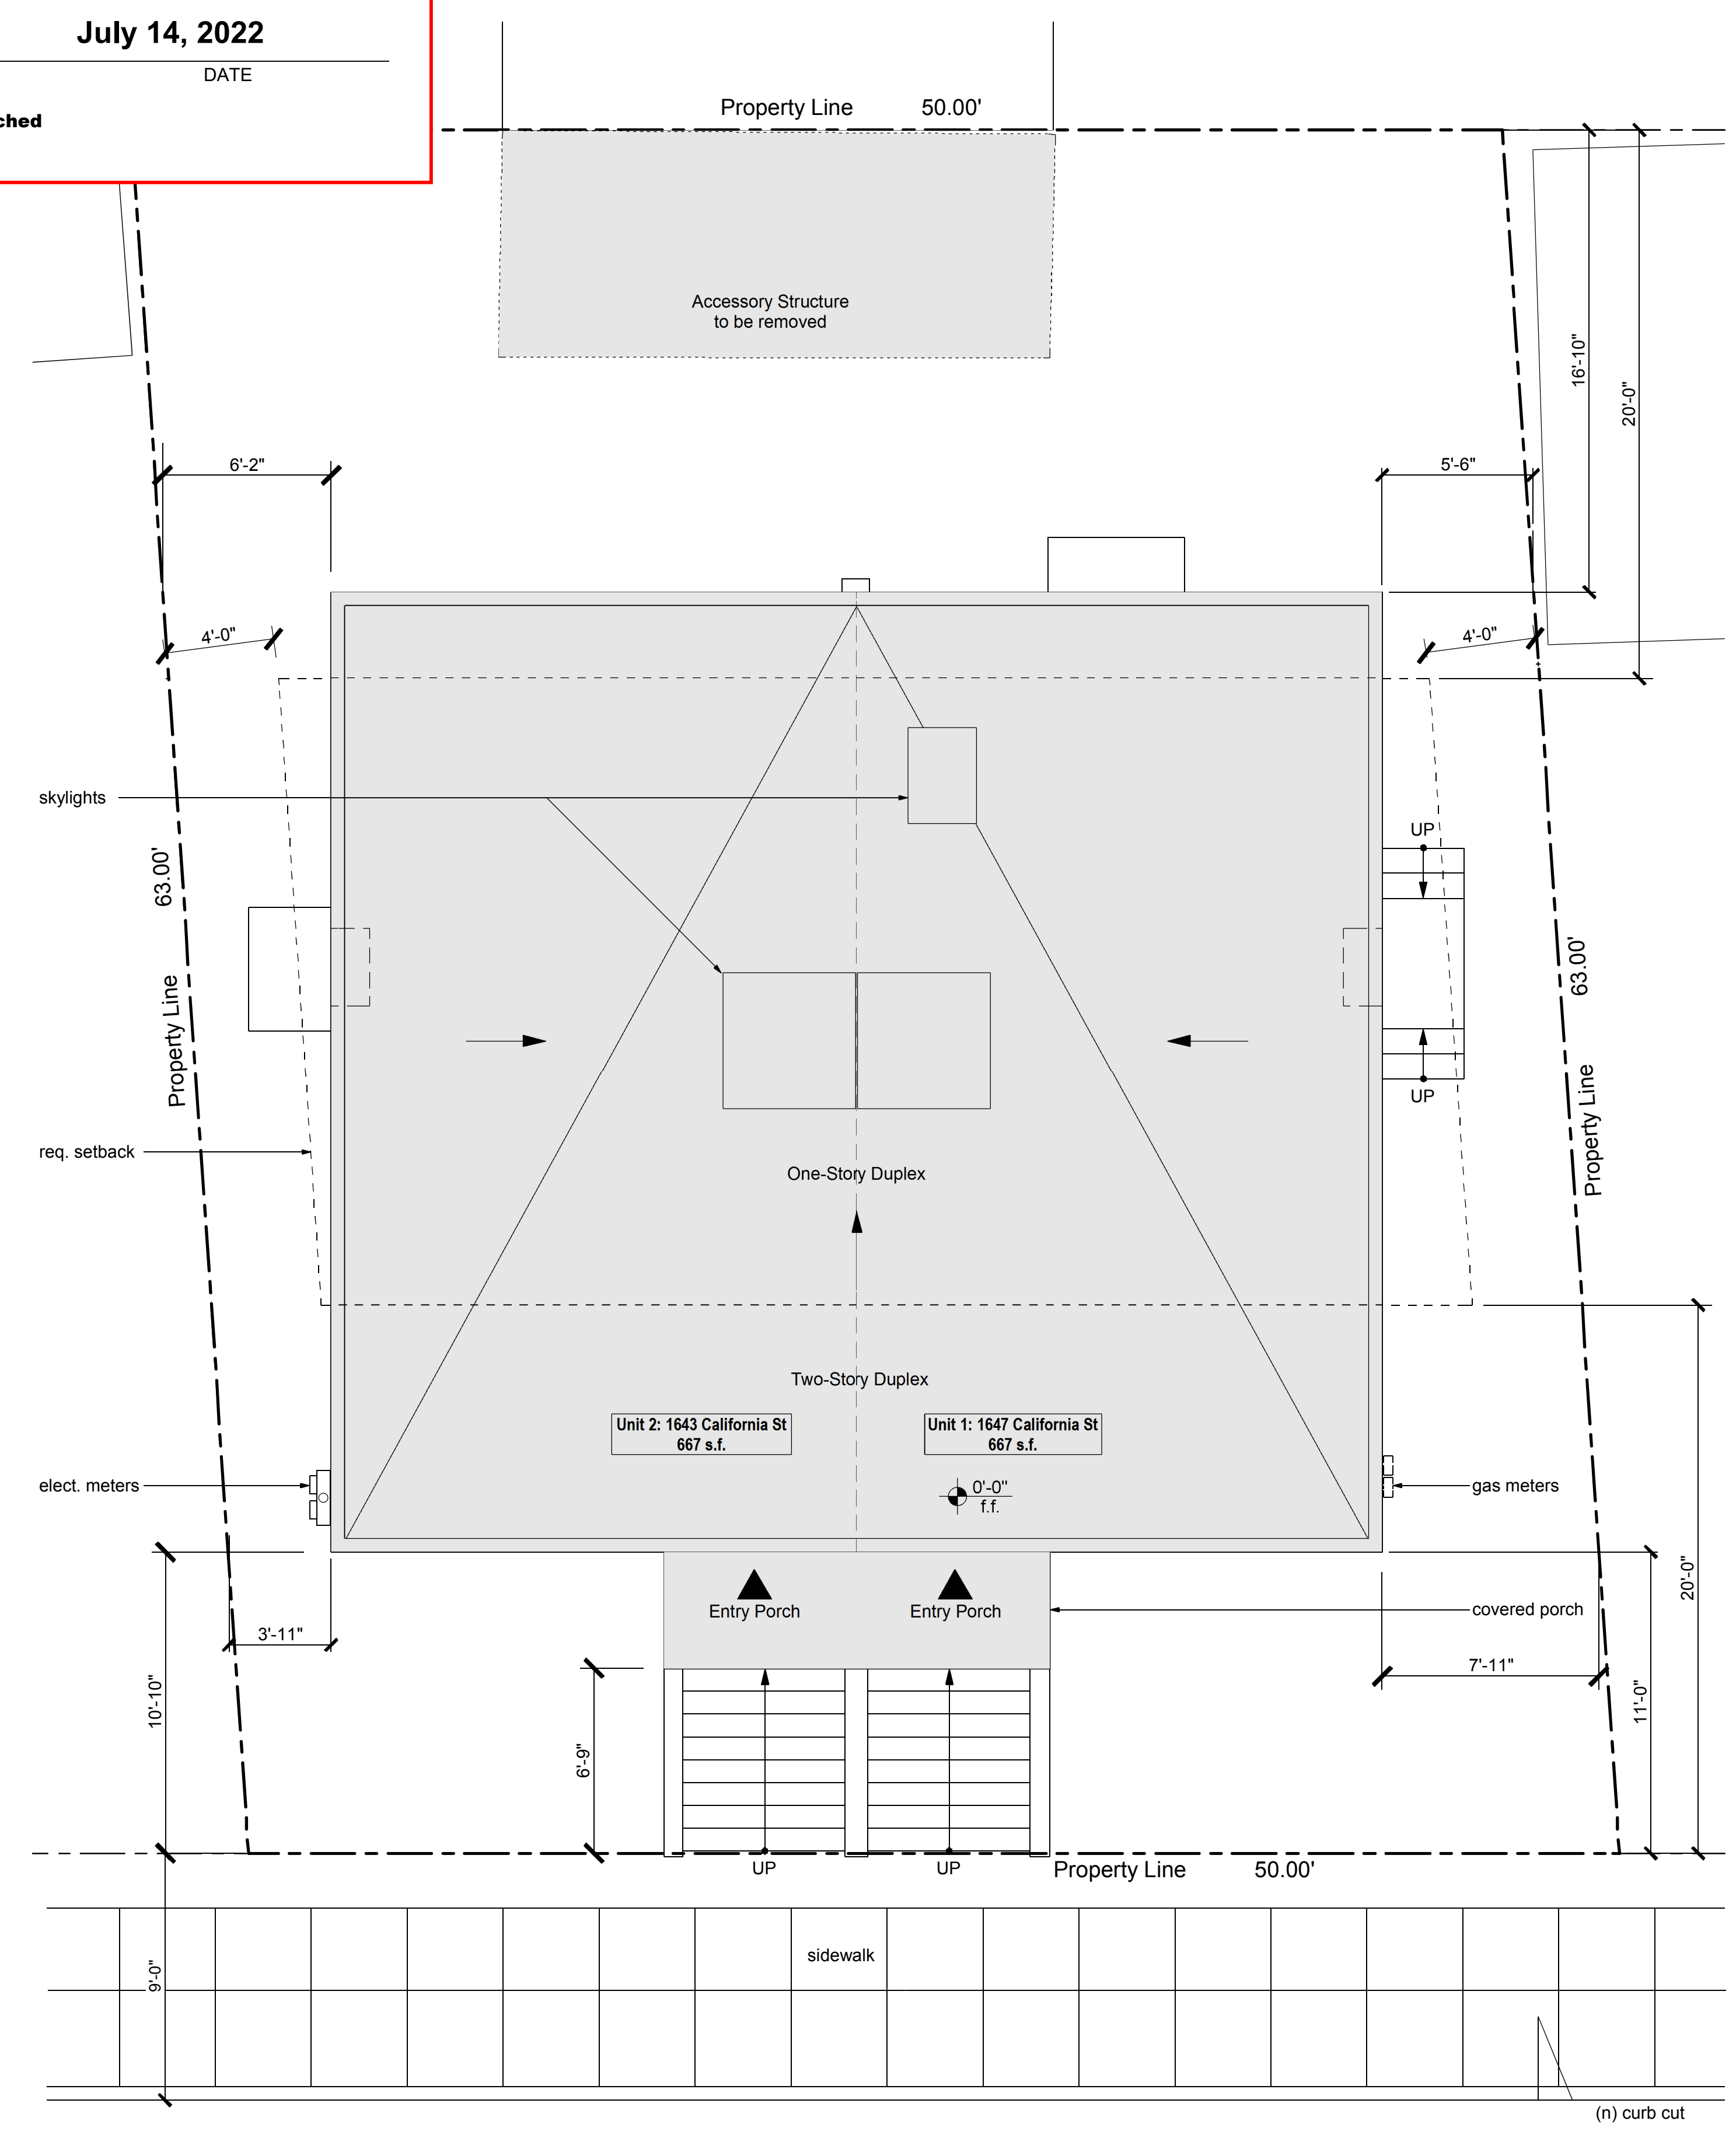 July 14, 2022
DATE
ched
Property Line 50.00'
Accessory Structure
to be removed
16'-10"
20'-0"
6'-2"
5'-6"
4'-0"
4'-0"
skylights
UP
63.00'
63.00'
Property Line
UP
Property Line
req. setback
One-Story Duplex
Two-Story Duplex
Unit 2: 1643 California St
667 s.f.
Unit 1: 1647 California St
667 s.f.
elect. meters
0'-0"
f.f.
gas meters
20'-0"
Entry Porch
Entry Porch
covered porch
3'-11"
7'-11"
10'-10"
11'-0"
6'-9"
UP
UP
Property Line 50.00'
sidewalk
9'-0"
(n) curb cut